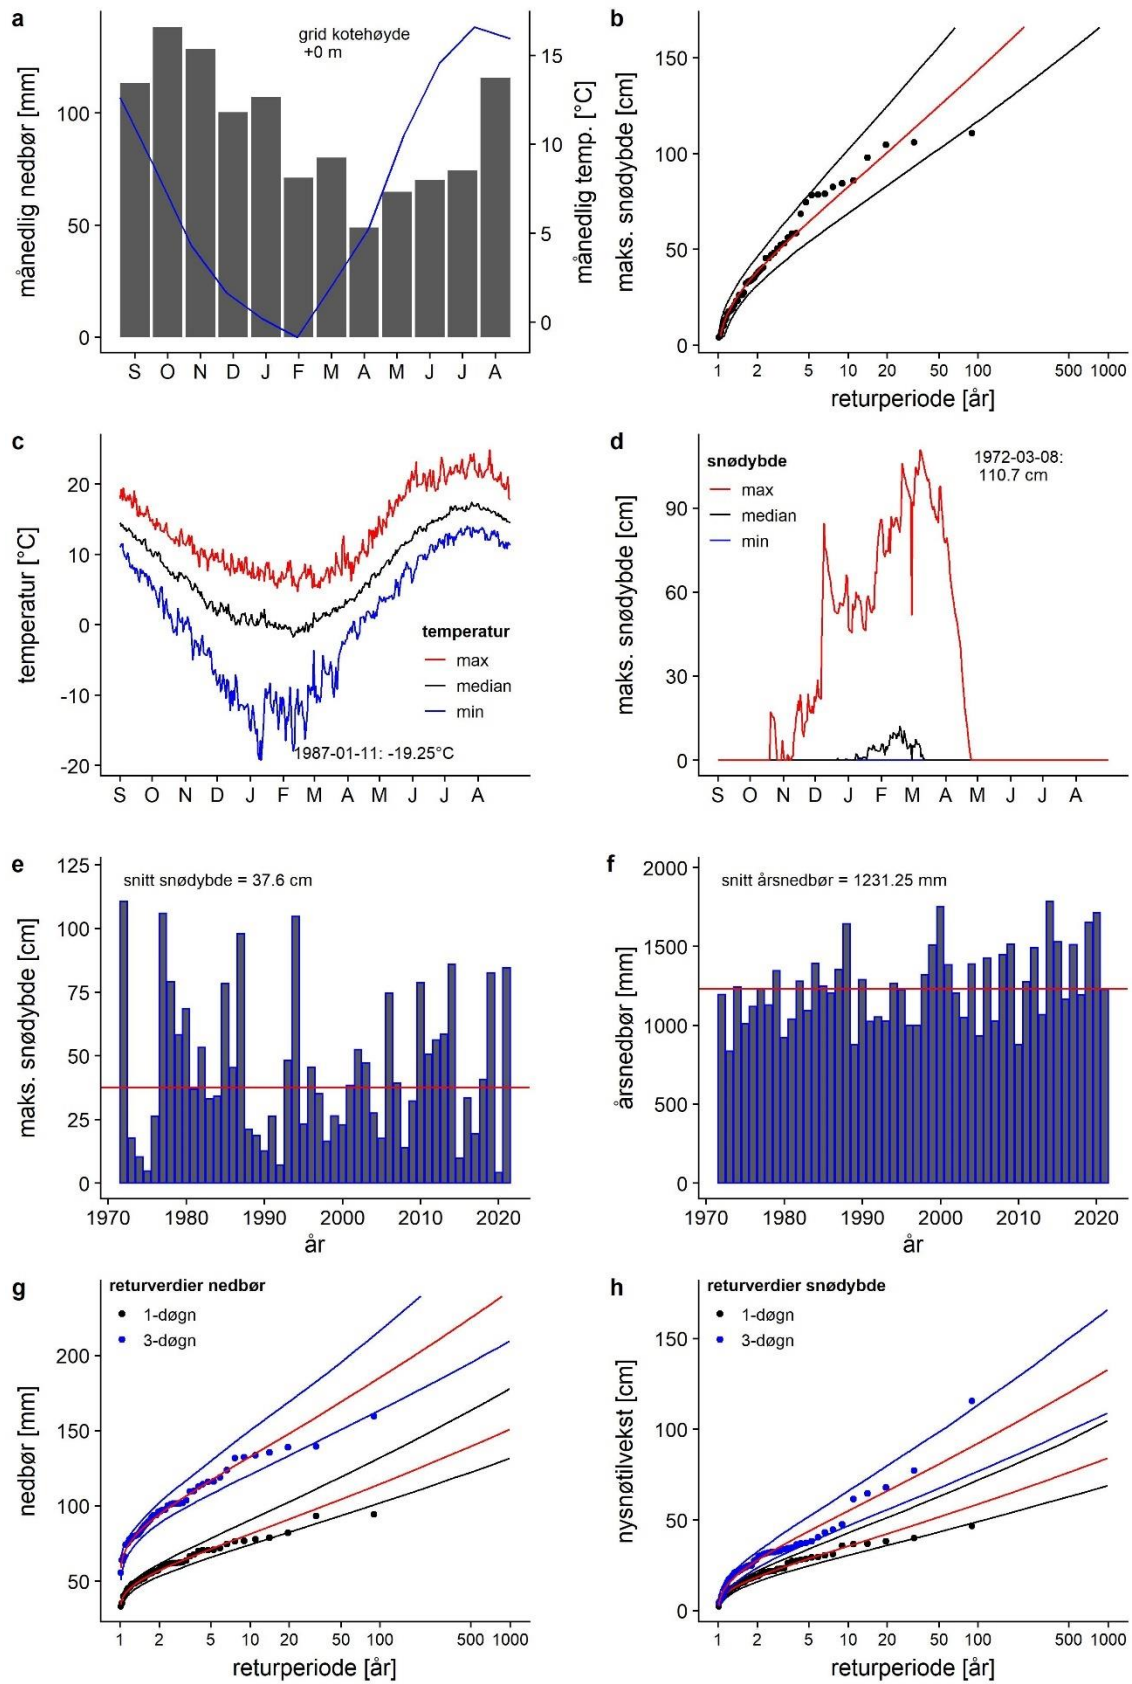 a
månedlig nedbør [mm]
100
50
0
grid kotehøyde
+0 m
15
10
5
0
månedlig temp. [°C]
S O N D J F M A M J J A
b
maks. snødybde [cm]
150
100
50
0
1 2 5 10 20 50 100 500 1000
returperiode [år]
c
temperatur [°C]
20
10
0
-10
-20
temperatur
max
median
min
1987-01-11: -19.25°C
S O N D J F M A M J J A
d
maks. snødybde [cm]
90
60
30
0
snødybde
max
median
min
1972-03-08:
110.7 cm
S O N D J F M A M J J A
e
maks. snødybde [cm]
125
100
75
50
25
0
snitt snødybde = 37.6 cm
1970 1980 1990 2000 2010 2020
år
f
årsnedbør [mm]
2000
1500
1000
500
0
snitt årsnedbør = 1231.25 mm
1970 1980 1990 2000 2010 2020
år
g
nedbør [mm]
200
150
100
50
returverdier nedbør
1-døgn
3-døgn
1 2 5 10 20 50 100 500 1000
returperiode [år]
h
nysnøtilvekst [cm]
150
100
50
0
returverdier snødybde
1-døgn
3-døgn
1 2 5 10 20 50 100 500 1000
returperiode [år]